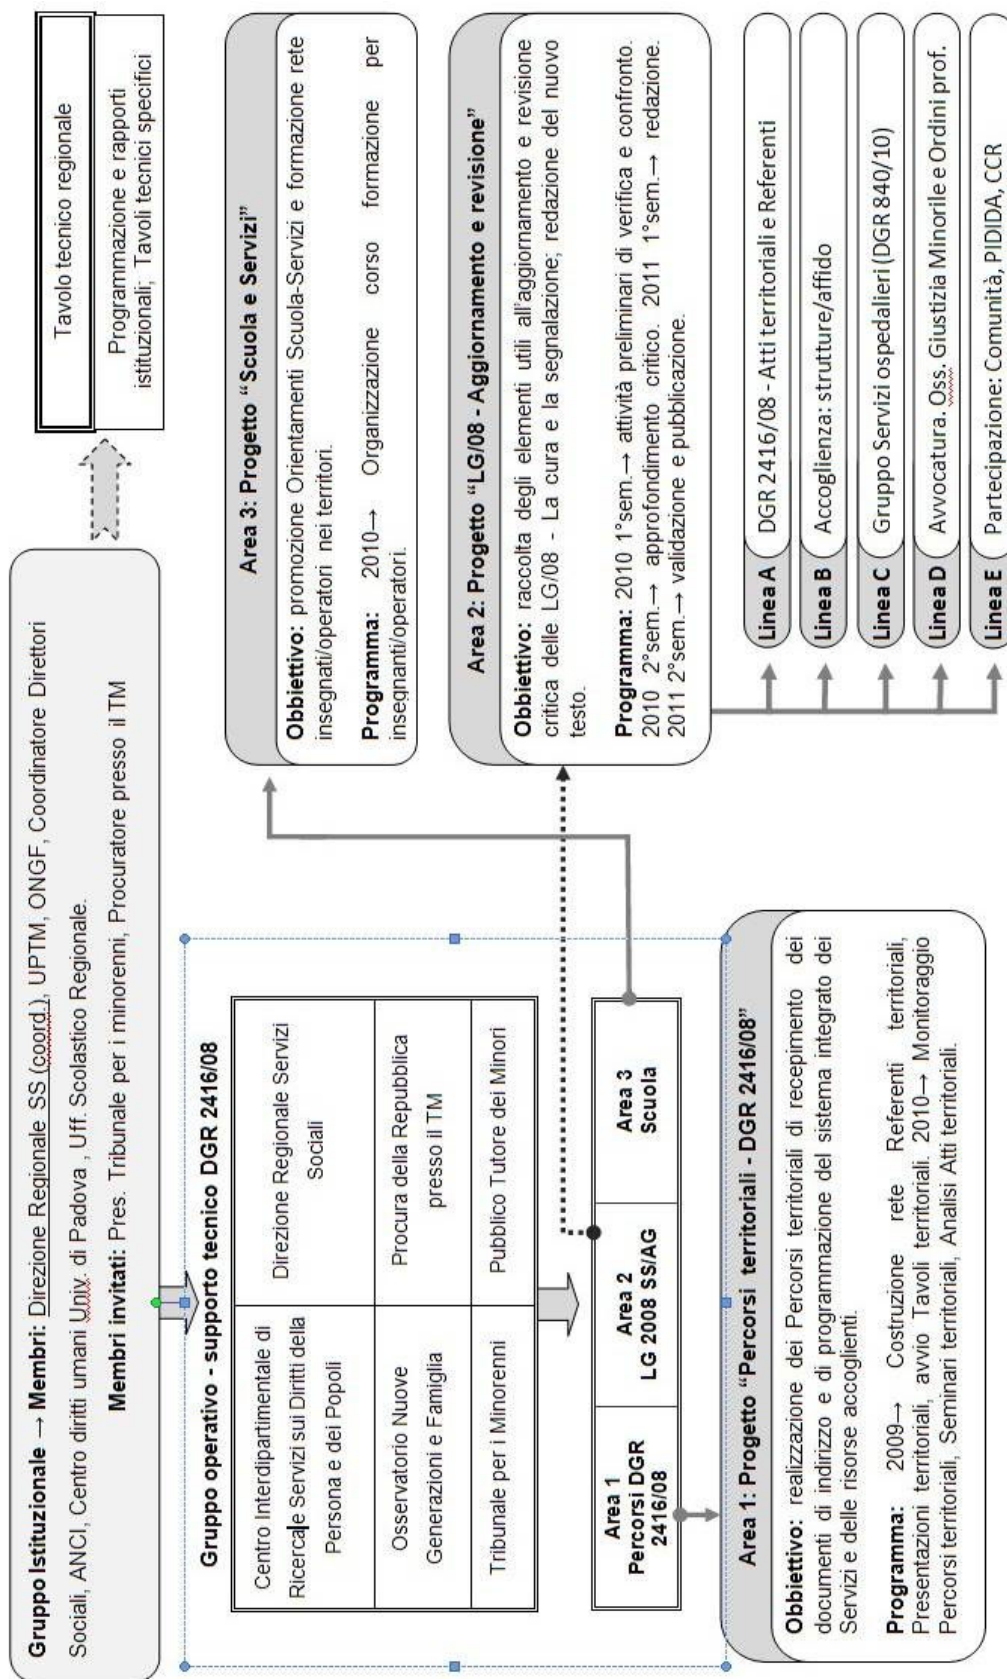 Gruppo Istituzionale → Membri: Direzione Regionale SS (coord.), UPTM, ONGF, Coordinatore Direttori
Sociali, ANCI, Centro diritti umani Univ. di Padova , Uff. Scolastico Regionale.
Membri invitati: Pres. Tribunale per i minorenni, Procuratore presso il TM
Tavolo tecnico regionale
Programmazione e rapporti
istituzionali; Tavoli tecnici specifici
Gruppo operativo - supporto tecnico DGR 2416/08
Centro Interdipartimentale di
Ricerca e Servizi sui Diritti della
Persona e dei Popoli
Direzione Regionale Servizi
Sociali
Osservatorio Nuove
Generazioni e Famiglia
Procura della Repubblica
presso il TM
Tribunale per i Minorenni
Pubblico Tutore dei Minori
Area 1
Percorsi DGR
2416/08
Area 2
LG 2008 SS/AG
Area 3
Scuola
Area 1: Progetto “Percorsi territoriali - DGR 2416/08”
Obbiettivo: realizzazione dei Percorsi territoriali di recepimento dei
documenti di indirizzo e di programmazione del sistema integrato dei
Servizi e delle risorse accoglienti.
Programma: 2009→ Costruzione rete Referenti territoriali,
Presentazioni territoriali, avvio Tavoli territoriali. 2010→ Monitoraggio
Percorsi territoriali, Seminari territoriali, Analisi Atti territoriali.
Area 3: Progetto “Scuola e Servizi”
Obbiettivo: promozione Orientamenti Scuola-Servizi e formazione rete
insegnati/operatori nei territori.
Programma: 2010→ Organizzazione corso formazione per
insegnanti/operatori.
Area 2: Progetto “LG/08 - Aggiornamento e revisione”
Obbiettivo: raccolta degli elementi utili all’aggiornamento e revisione
critica delle LG/08 - La cura e la segnalazione; redazione del nuovo
testo.
Programma: 2010 1°sem.→ attività preliminari di verifica e confronto.
2010 2°sem.→ approfondimento critico. 2011 1°sem.→ redazione.
2011 2°sem.→ validazione e pubblicazione.
Linea A DGR 2416/08 - Atti territoriali e Referenti
Linea B Accoglienza: strutture/affido
Linea C Gruppo Servizi ospedalieri (DGR 840/10)
Linea D Avvocatura. Oss. Giustizia Minorile e Ordini prof.
Linea E Partecipazione: Comunità, PIDIDA, CCR